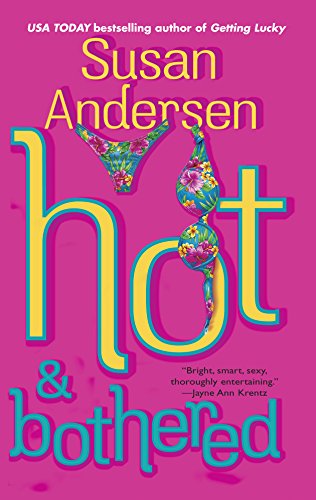 USA TODAY bestselling author of Getting Lucky
Susan
Andersen
hot
&
bothered
"Bright, smart, sexy,
thoroughly entertaining."
—Jayne Ann Krentz